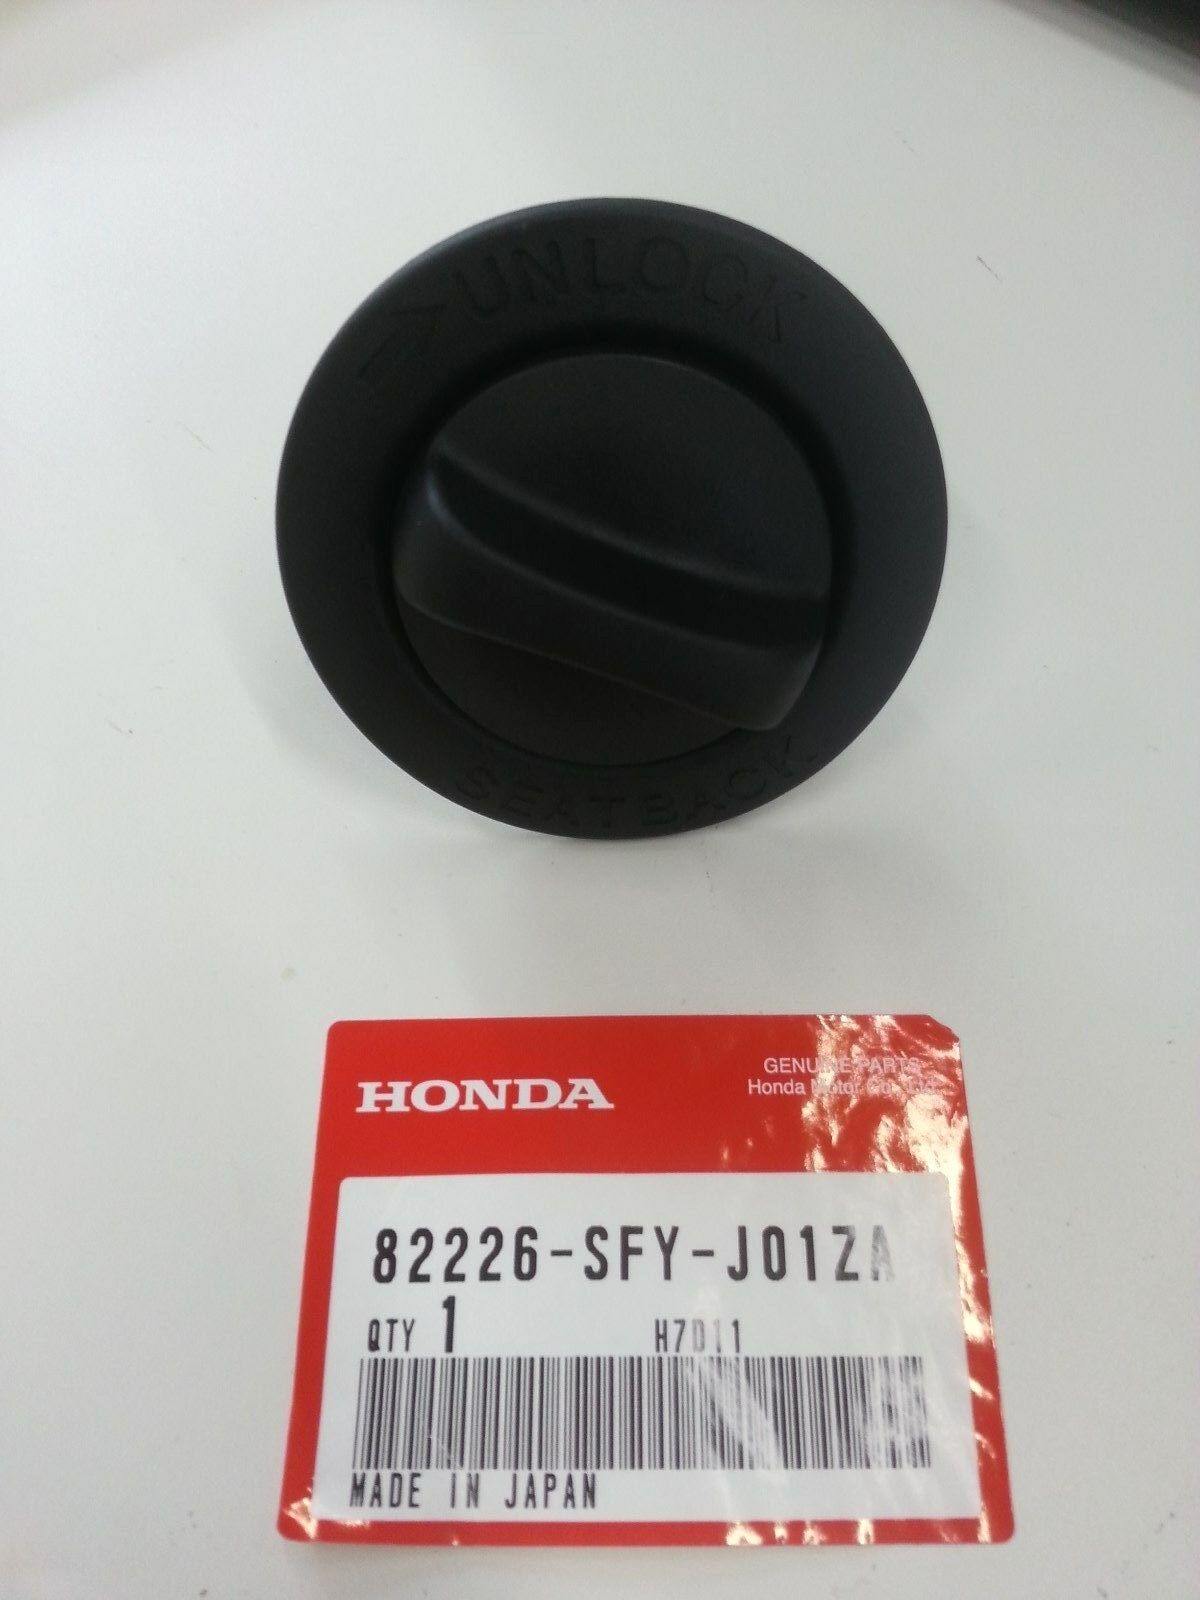 UNLOCK
SEATBACK
HONDA
GENUINE PARTS
Honda Motor Co., Ltd.
82226-SFY-J01ZA
QTY 1 H7D11
MADE IN JAPAN